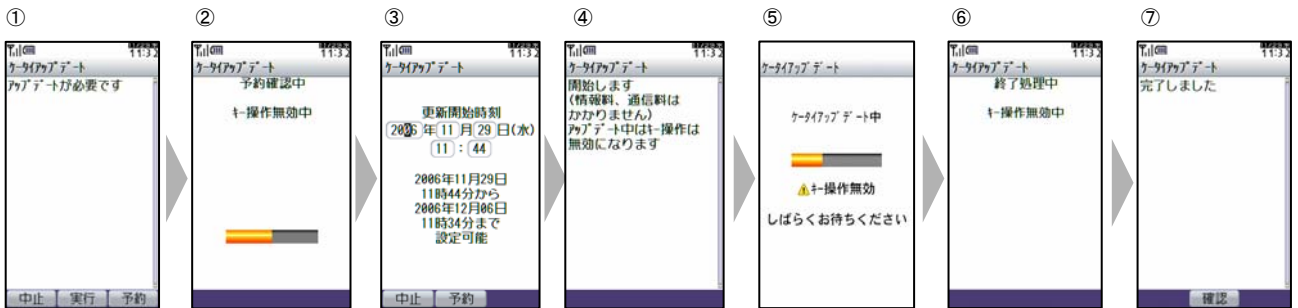 ①
11:32
ケータイアップデート
アップデートが必要です
中止 実行 予約
②
11:32
ケータイアップデート
予約確認中
キー操作無効中
③
11:32
ケータイアップデート
更新開始時刻
2006年11月29日(水)
11:44
2006年11月29日
11時44分から
2006年12月06日
11時34分まで
設定可能
中止 予約
④
11:32
ケータイアップデート
開始します
(情報料、通信料は
かかりません)
アップデート中はキー操作は
無効になります
⑤
ケータイアップデート
ケータイアップデート中
キー操作無効
しばらくお待ちください
⑥
11:32
ケータイアップデート
終了処理中
キー操作無効中
⑦
11:32
ケータイアップデート
完了しました
確認